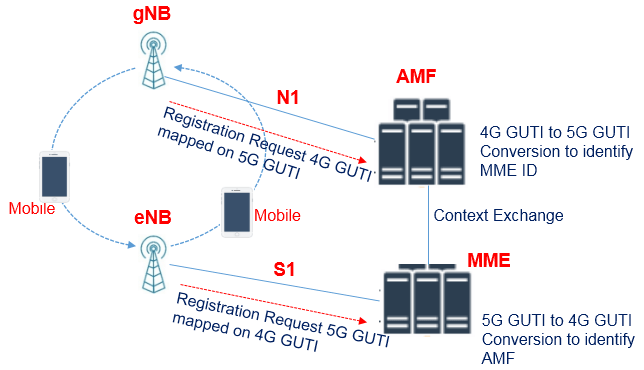 gNB
AMF
N1
Registration Request 4G GUTI
mapped on 5G GUTI
4G GUTI to 5G GUTI
Conversion to identify
MME ID
Mobile
eNB
Mobile
Context Exchange
S1
MME
Registration Request 5G GUTI
mapped on 4G GUTI
5G GUTI to 4G GUTI
Conversion to identify
AMF